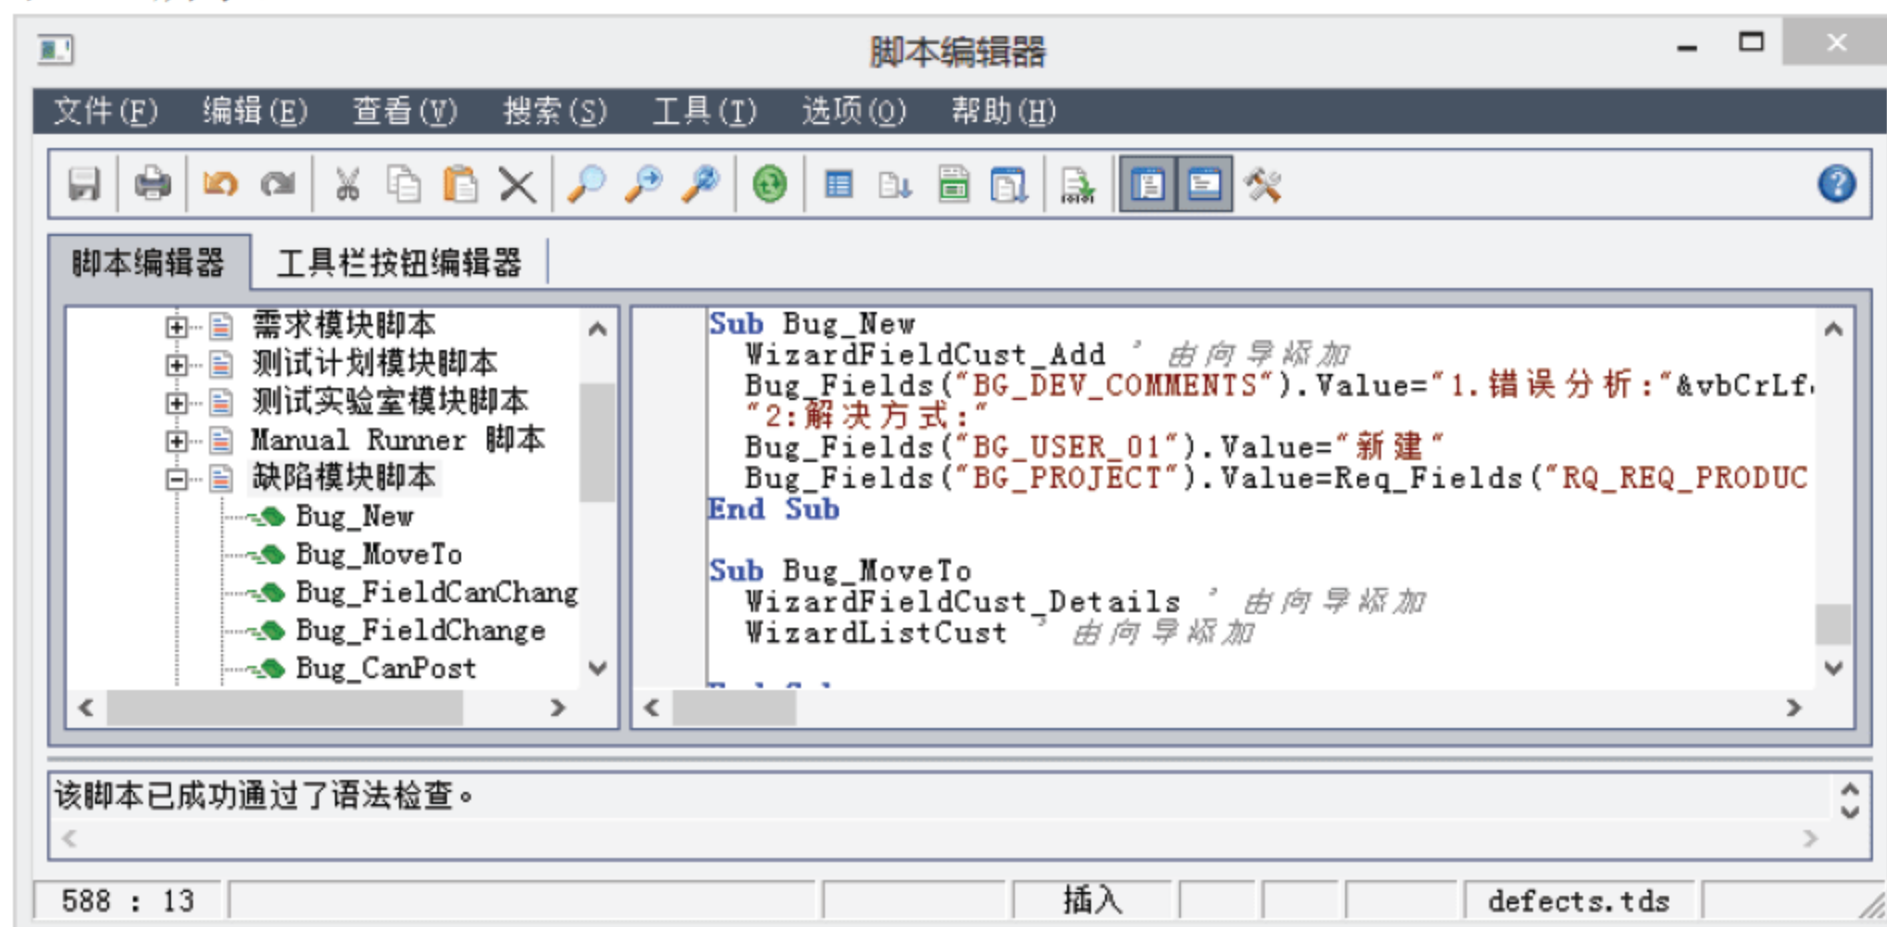 脚本编辑器
文件(F) 编辑(E) 查看(V) 搜索(S) 工具(T) 选项(O) 帮助(H)
脚本编辑器 工具栏按钮编辑器
需求模块脚本
测试计划模块脚本
测试实验室模块脚本
Manual Runner 脚本
缺陷模块脚本
Bug_New
Bug_MoveTo
Bug_FieldCanChang
Bug_FieldChange
Bug_CanPost
Sub Bug_New
WizardFieldCust_Add ' 由向导添加
Bug_Fields("BG_DEV_COMMENTS").Value="1.错误分析:"&vbCrLf
"2:解决方式:"
Bug_Fields("BG_USER_01").Value="新建"
Bug_Fields("BG_PROJECT").Value=Req_Fields("RQ_REQ_PRODUC
End Sub
Sub Bug_MoveTo
WizardFieldCust_Details ' 由向导添加
WizardListCust ' 由向导添加
该脚本已成功通过了语法检查。
588 : 13 插入 defects.tds